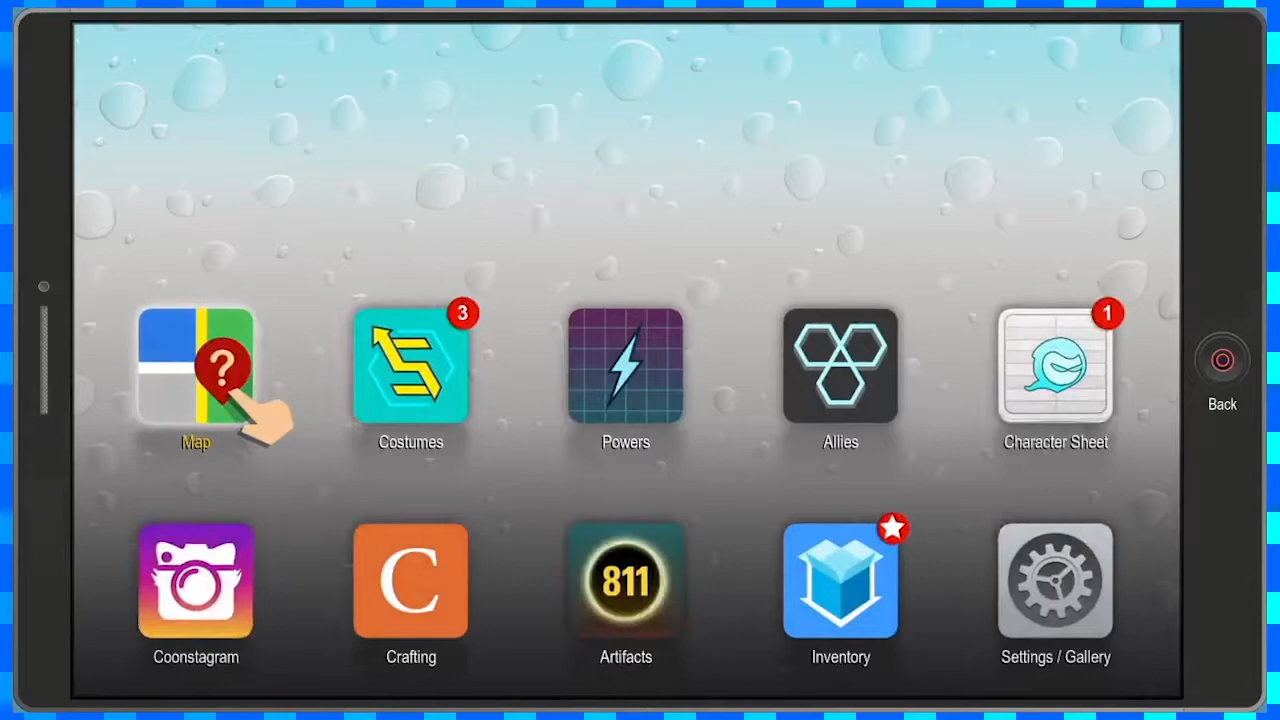 ?
3
1
Map
Costumes
Powers
Allies
Character Sheet
Back
C
811
Coonstagram
Crafting
Artifacts
Inventory
Settings / Gallery